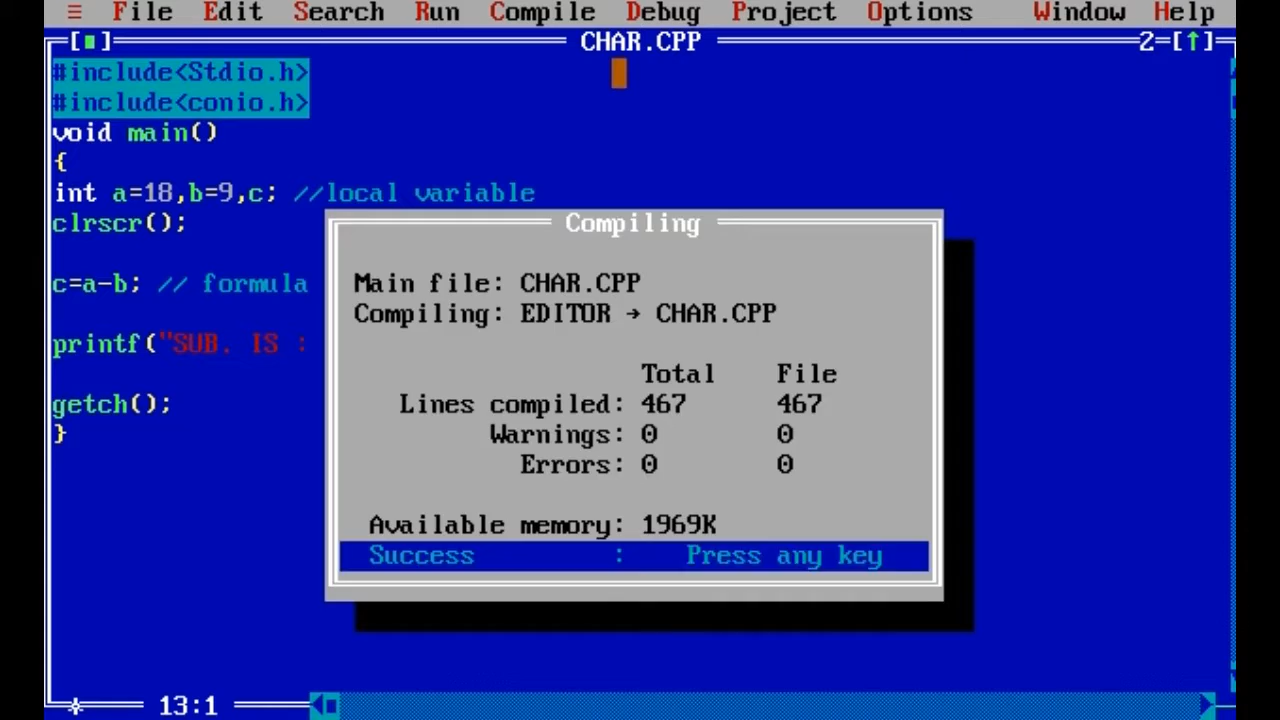 ≡ File Edit Search Run Compile Debug Project Options Window Help
[■] CHAR.CPP 2=[↑]
#include<Stdio.h>
#include<conio.h>
void main()
{
int a=18,b=9,c; //local variable
clrscr();
c=a-b; // formula
printf("SUB. IS :
getch();
}
Compiling
Main file: CHAR.CPP
Compiling: EDITOR → CHAR.CPP
Total File
Lines compiled: 467 467
Warnings: 0 0
Errors: 0 0
Available memory: 1969K
Success : Press any key
13:1